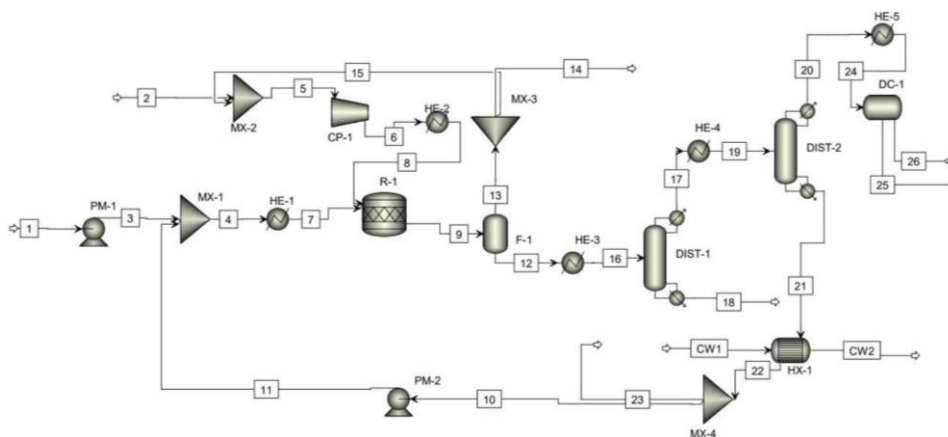 HE-5
20
24
DC-1
15
14
2
5
MX-3
HE-2
MX-2
CP-1
6
HE-4
DIST-2
26
17
19
25
8
13
R-1
MX-1
PM-1
3
4
HE-1
1
7
9
F-1
HE-3
DIST-1
12
16
21
18
CW1
CW2
22
HX-1
11
PM-2
10
23
MX-4